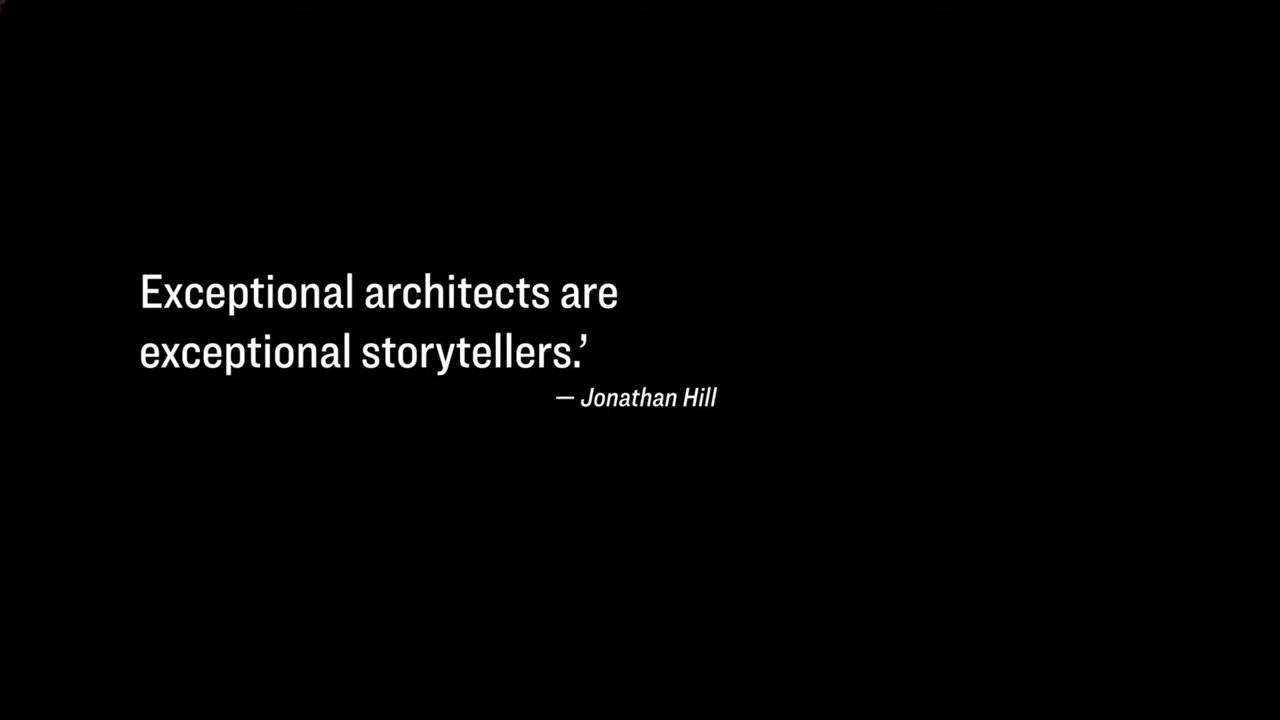 Exceptional architects are
exceptional storytellers.’
— Jonathan Hill